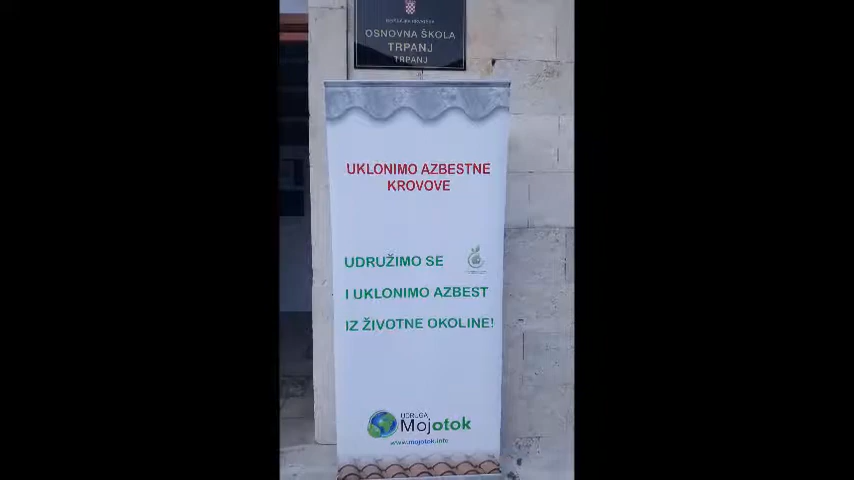 REPUBLIKA HRVATSKA
OSNOVNA ŠKOLA
TRPANJ
TRPANJ
UKLONIMO AZBESTNE
KROVOVE
UDRUŽIMO SE
I UKLONIMO AZBEST
IZ ŽIVOTNE OKOLINE!
UDRUGA
Mojotok
www.mojotok.info